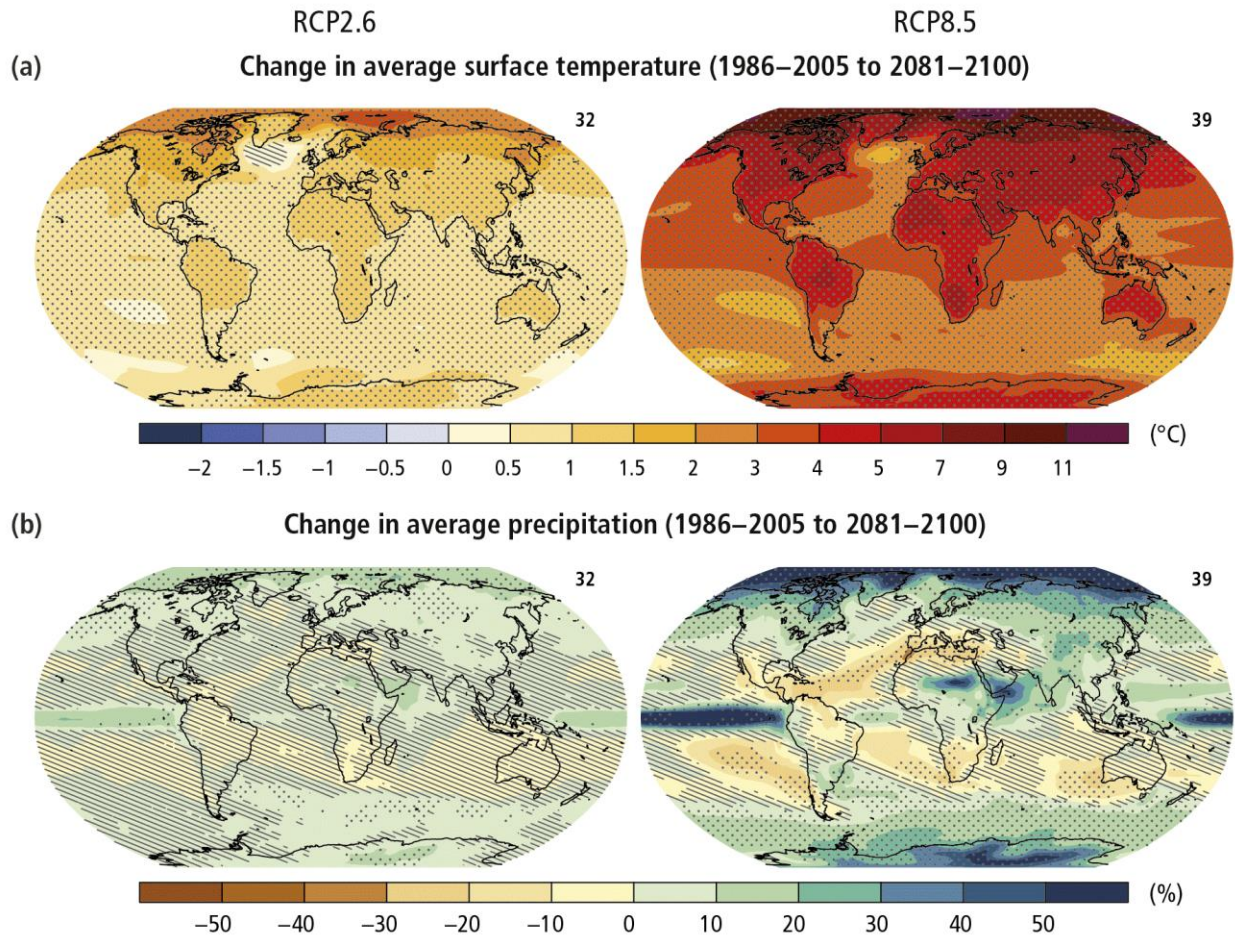 RCP2.6 RCP8.5
(a) Change in average surface temperature (1986–2005 to 2081–2100)
32 39
−2 −1.5 −1 −0.5 0 0.5 1 1.5 2 3 4 5 7 9 11 (°C)
(b) Change in average precipitation (1986–2005 to 2081–2100)
32 39
−50 −40 −30 −20 −10 0 10 20 30 40 50 (%)